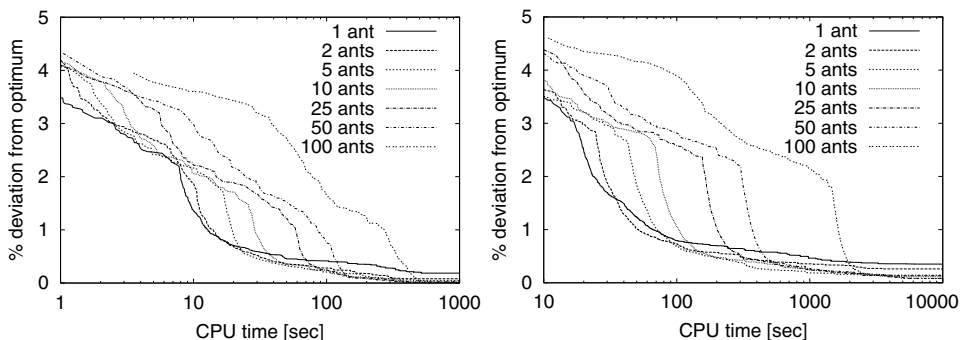 % deviation from optimum
5
4
3
2
1
0
1
10
100
1000
CPU time [sec]
1 ant
2 ants
5 ants
10 ants
25 ants
50 ants
100 ants
% deviation from optimum
5
4
3
2
1
0
10
100
1000
10000
CPU time [sec]
1 ant
2 ants
5 ants
10 ants
25 ants
50 ants
100 ants